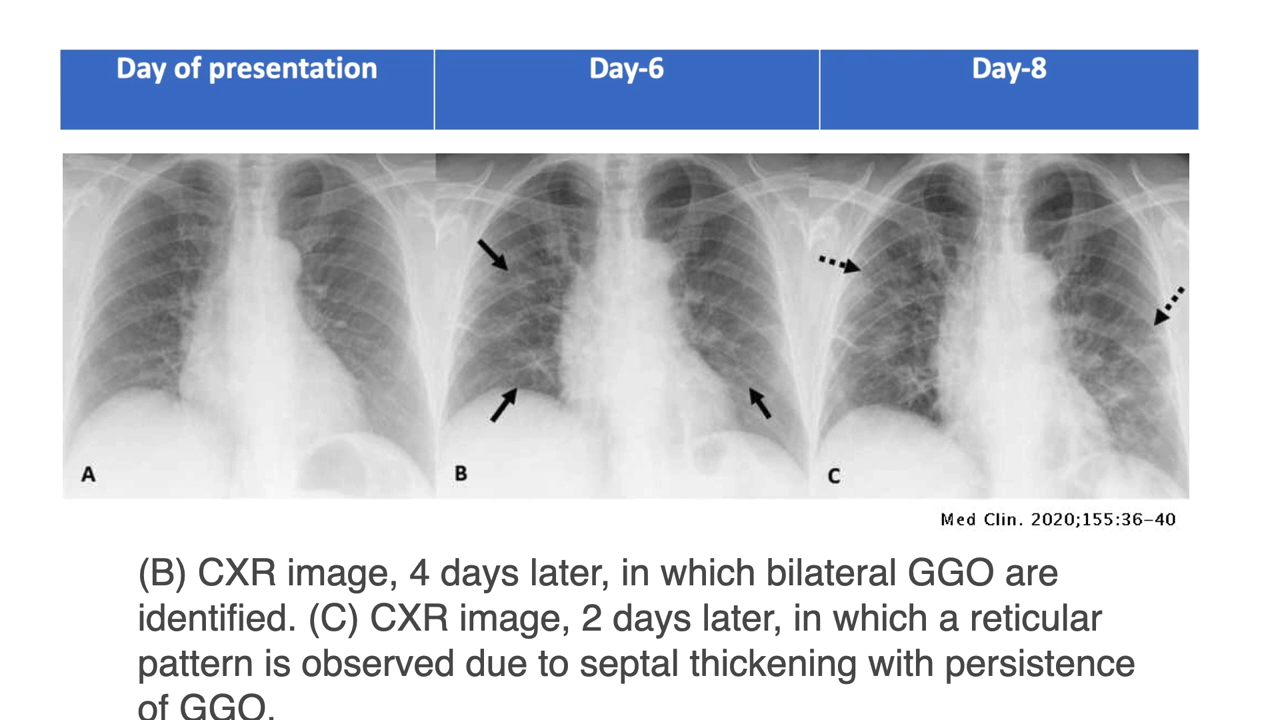 Day of presentation Day-6 Day-8
A B C
Med Clin. 2020;155:36–40
(B) CXR image, 4 days later, in which bilateral GGO are
identified. (C) CXR image, 2 days later, in which a reticular
pattern is observed due to septal thickening with persistence
of GGO.